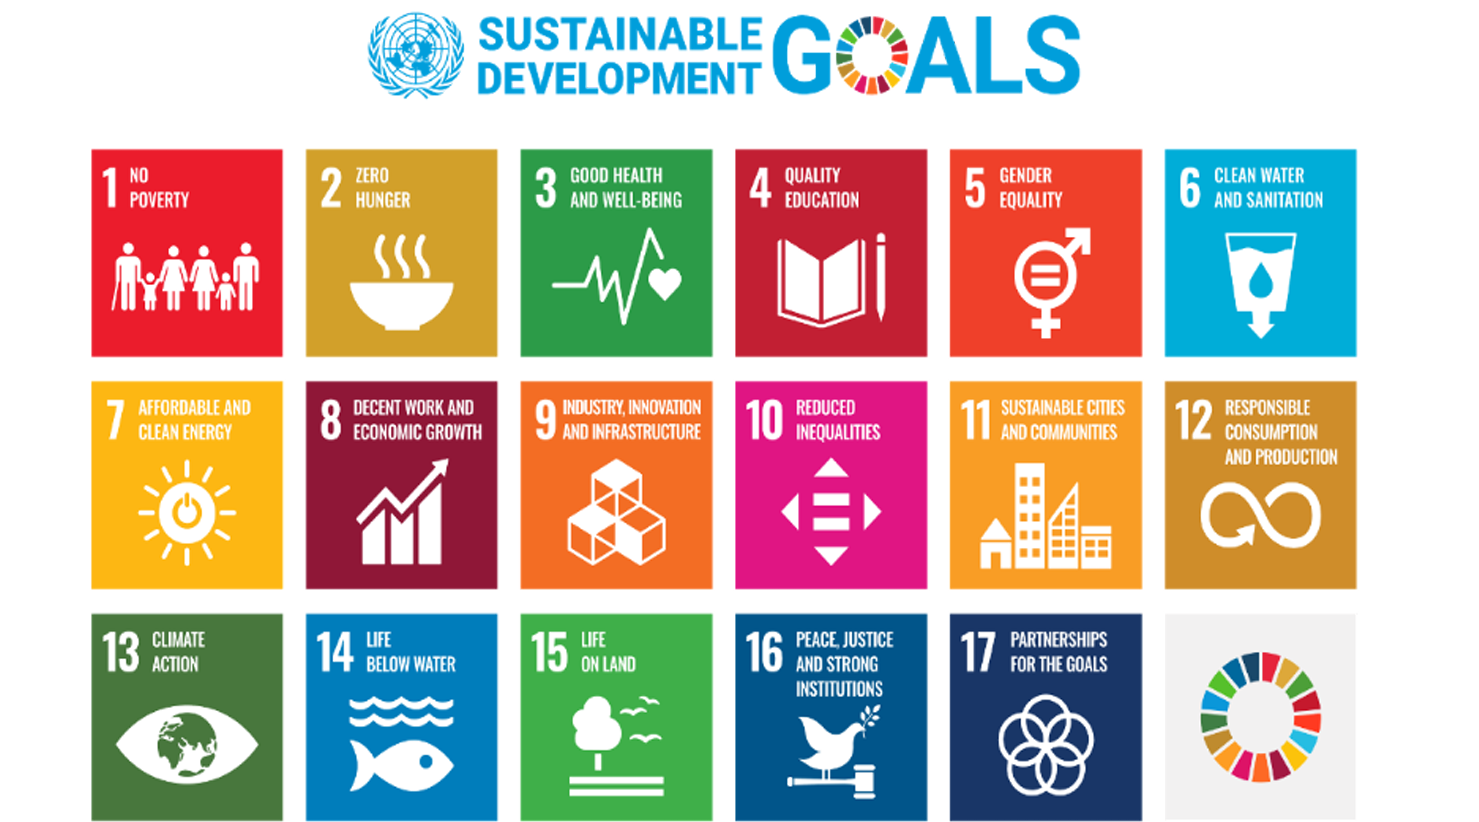 SUSTAINABLE
DEVELOPMENT
GOALS
1 NO
POVERTY
2 ZERO
HUNGER
3 GOOD HEALTH
AND WELL-BEING
4 QUALITY
EDUCATION
5 GENDER
EQUALITY
6 CLEAN WATER
AND SANITATION
7 AFFORDABLE AND
CLEAN ENERGY
8 DECENT WORK AND
ECONOMIC GROWTH
9 INDUSTRY, INNOVATION
AND INFRASTRUCTURE
10 REDUCED
INEQUALITIES
11 SUSTAINABLE CITIES
AND COMMUNITIES
12 RESPONSIBLE
CONSUMPTION
AND PRODUCTION
13 CLIMATE
ACTION
14 LIFE
BELOW WATER
15 LIFE
ON LAND
16 PEACE, JUSTICE
AND STRONG
INSTITUTIONS
17 PARTNERSHIPS
FOR THE GOALS